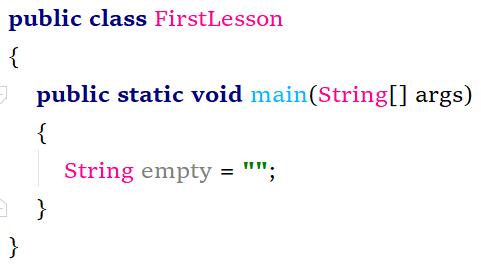 public class FirstLesson
{
public static void main(String[] args)
{
String empty = "";
}
}